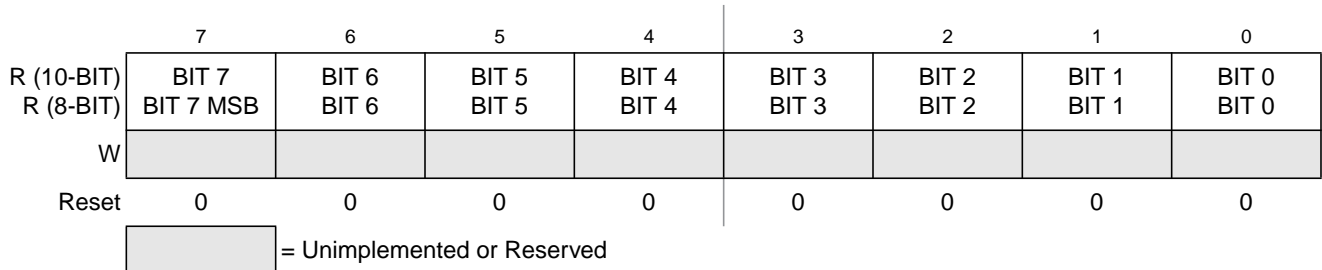 7 6 5 4 3 2 1 0
R (10-BIT) BIT 7 BIT 6 BIT 5 BIT 4 BIT 3 BIT 2 BIT 1 BIT 0
R (8-BIT) BIT 7 MSB BIT 6 BIT 5 BIT 4 BIT 3 BIT 2 BIT 1 BIT 0
W
Reset 0 0 0 0 0 0 0 0
= Unimplemented or Reserved